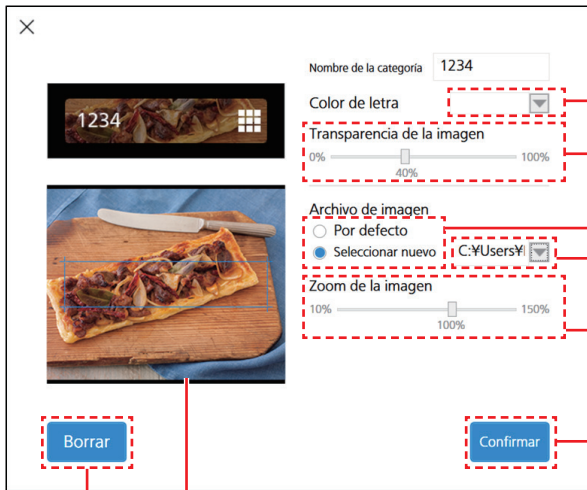 Nombre de la categoría 1234
1234
Color de letra
Transparencia de la imagen
0% 100%
40%
Archivo de imagen
Por defecto
Seleccionar nuevo C:¥Users¥
Zoom de la imagen
10% 150%
100%
Borrar
Confirmar